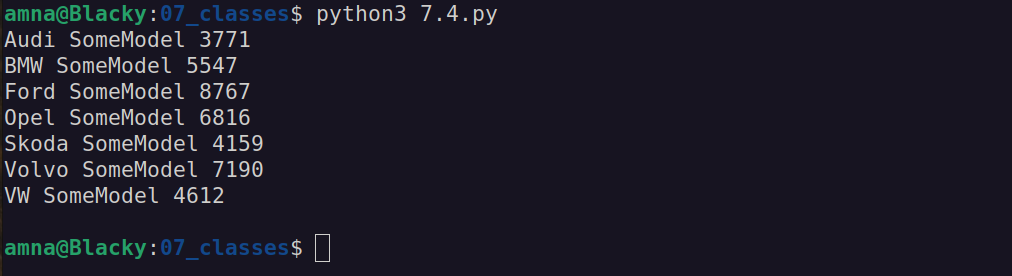 amna@Blacky:07_classes$ python3 7.4.py
Audi SomeModel 3771
BMW SomeModel 5547
Ford SomeModel 8767
Opel SomeModel 6816
Skoda SomeModel 4159
Volvo SomeModel 7190
VW SomeModel 4612
amna@Blacky:07_classes$